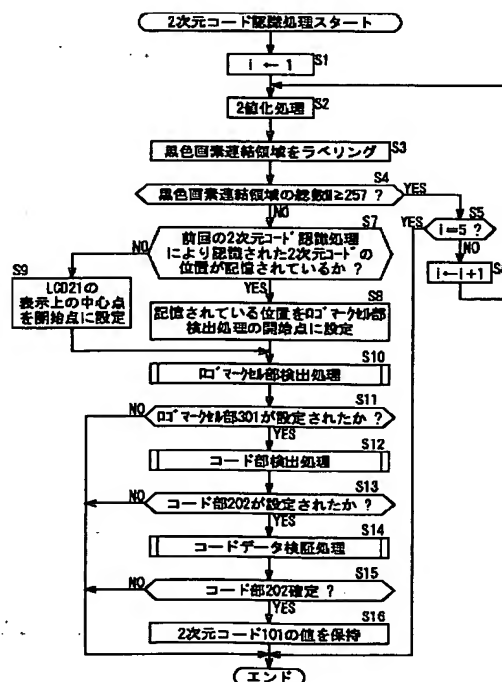 2次元コード認識処理スタート
i ← 1
S1
2値化処理
S2
黒色画素連結領域をラベリング
S3
S4
黒色画素連結領域の総数N≥257 ?
YES
NO
S5
i=5 ?
YES
NO
i←i+1
S7
前回の2次元コード認識処理
により認識された2次元コードの
位置が記憶されているか ?
NO
YES
S9
LCD21の
表示上の中心点
を開始点に設定
S8
記憶されている位置をロゴマークセル部
検出処理の開始点に設定
S10
ロゴマークセル部検出処理
S11
ロゴマークセル部301が設定されたか ?
NO
YES
S12
コード部検出処理
S13
コード部202が設定されたか ?
NO
YES
S14
コードデータ検証処理
S15
コード部202確定 ?
NO
YES
S16
2次元コード101の値を保持
エンド